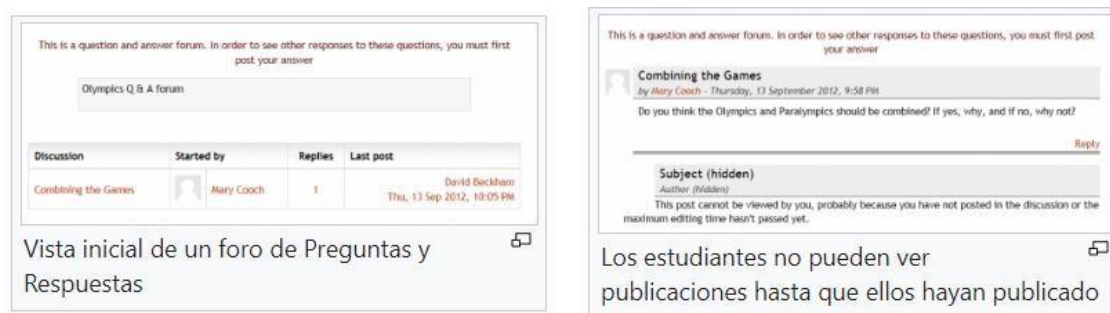 This is a question and answer forum. In order to see other responses to these questions, you must first
post your answer
Olympics Q & A forum
Discussion Started by Replies Last post
Combining the Games Mary Cooch 1 David Beckham
Thu, 13 Sep 2012, 10:05 PM
Vista inicial de un foro de Preguntas y
Respuestas
This is a question and answer forum. In order to see other responses to these questions, you must first post
your answer
Combining the Games
by Mary Cooch - Thursday, 13 September 2012, 9:58 PM
Do you think the Olympics and Paralympics should be combined? If yes, why, and if no, why not?
Reply
Subject (hidden)
Author (hidden)
This post cannot be viewed by you, probably because you have not posted in the discussion or the
maximum editing time hasn't passed yet.
Los estudiantes no pueden ver
publicaciones hasta que ellos hayan publicado